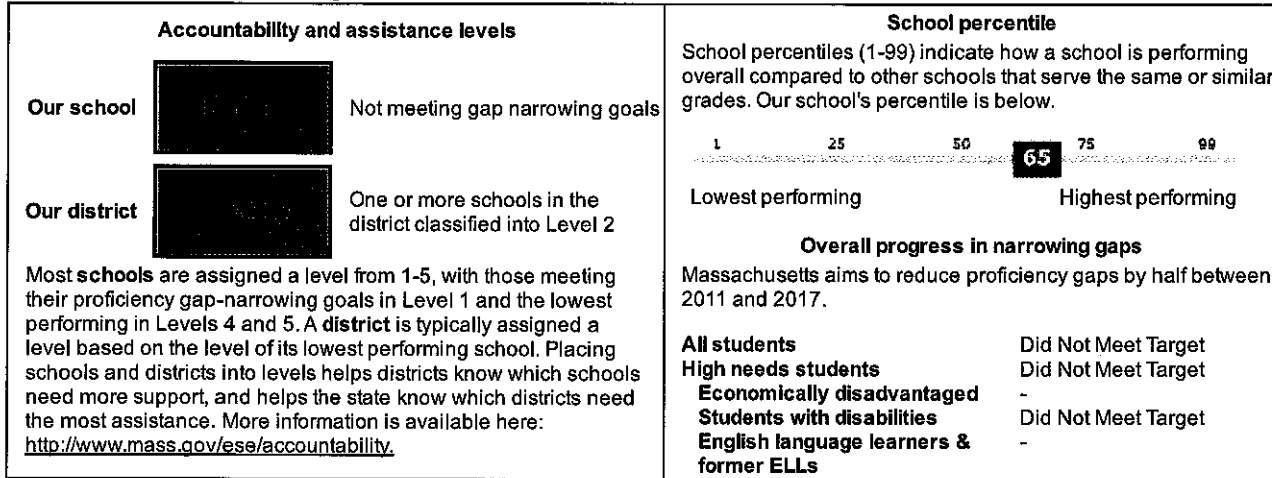 Accountability and assistance levels
Our school
Not meeting gap narrowing goals
Our district
One or more schools in the
district classified into Level 2
Most schools are assigned a level from 1-5, with those meeting
their proficiency gap-narrowing goals in Level 1 and the lowest
performing in Levels 4 and 5. A district is typically assigned a
level based on the level of its lowest performing school. Placing
schools and districts into levels helps districts know which schools
need more support, and helps the state know which districts need
the most assistance. More information is available here:
http://www.mass.gov/ese/accountability.
School percentile
School percentiles (1-99) indicate how a school is performing
overall compared to other schools that serve the same or similar
grades. Our school's percentile is below.
1 25 50 65 75 99
Lowest performing Highest performing
Overall progress in narrowing gaps
Massachusetts aims to reduce proficiency gaps by half between
2011 and 2017.
All students Did Not Meet Target
High needs students Did Not Meet Target
Economically disadvantaged -
Students with disabilities Did Not Meet Target
English language learners & -
former ELLs